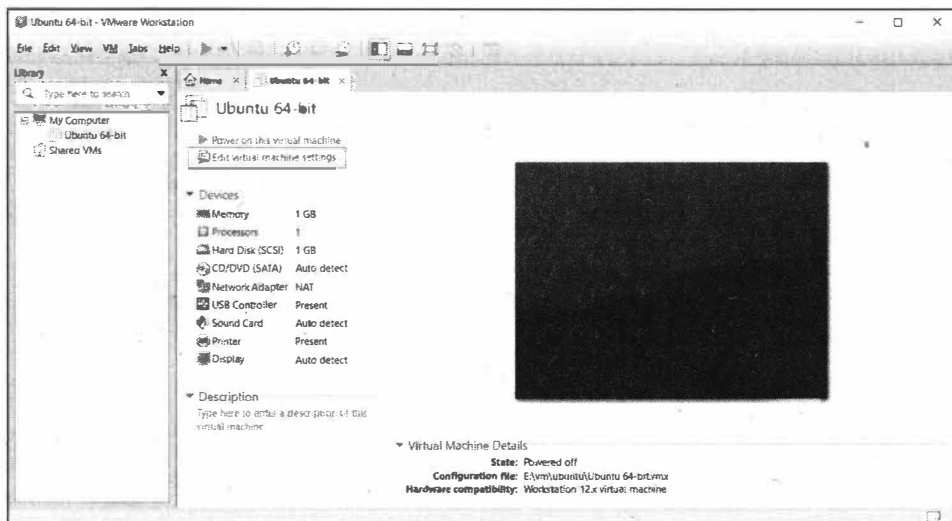 Ubuntu 64-bit - VMware Workstation
File Edit View VM Tabs Help
Library
Type here to search
My Computer
Ubuntu 64-bit
Shared VMs
Home
Ubuntu 64-bit
Ubuntu 64-bit
Power on this virtual machine
Edit virtual machine settings
Devices
Memory 1 GB
Processors 1
Hard Disk (SCSI) 1 GB
CD/DVD (SATA) Auto detect
Network Adapter NAT
USB Controller Present
Sound Card Auto detect
Printer Present
Display Auto detect
Description
Type here to enter a description of this
virtual machine
Virtual Machine Details
State: Powered off
Configuration file: E:\vm\ubuntu\Ubuntu 64-bit.vmx
Hardware compatibility: Workstation 12.x virtual machine